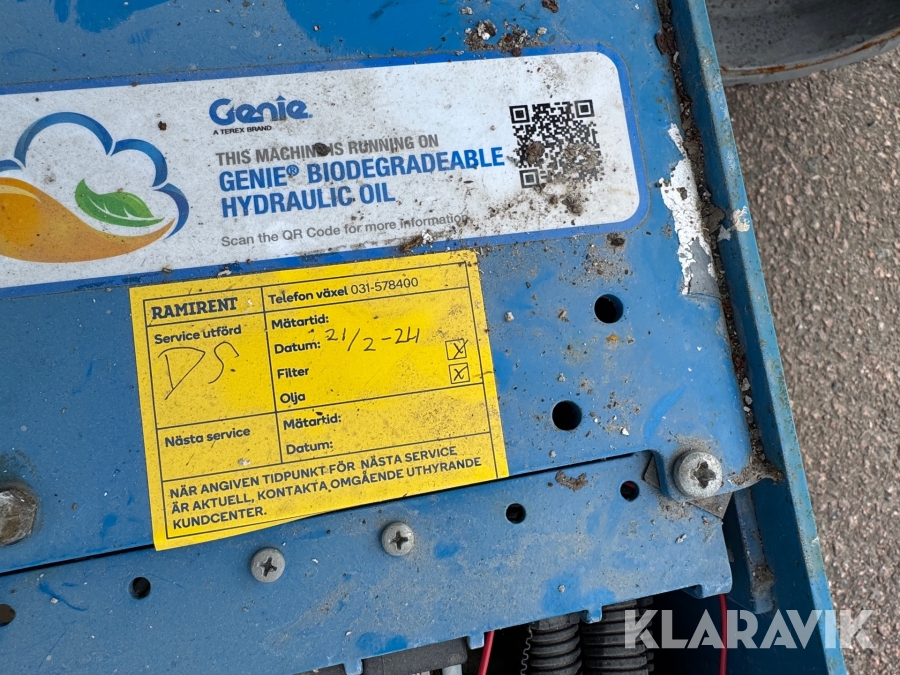 Genie
A TEREX BRAND
THIS MACHINE IS RUNNING ON
GENIE® BIODEGRADEABLE
HYDRAULIC OIL
Scan the QR Code for more information
RAMIRENT
Telefon växel 031-578400
Service utförd
DS
Mätartid:
Datum: 21/2-24
Filter
Olja
Nästa service
Mätartid:
Datum:
NÄR ANGIVEN TIDPUNKT FÖR NÄSTA SERVICE
ÄR AKTUELL, KONTAKTA OMGÅENDE UTHYRANDE
KUNDCENTER.
KLARAVIK